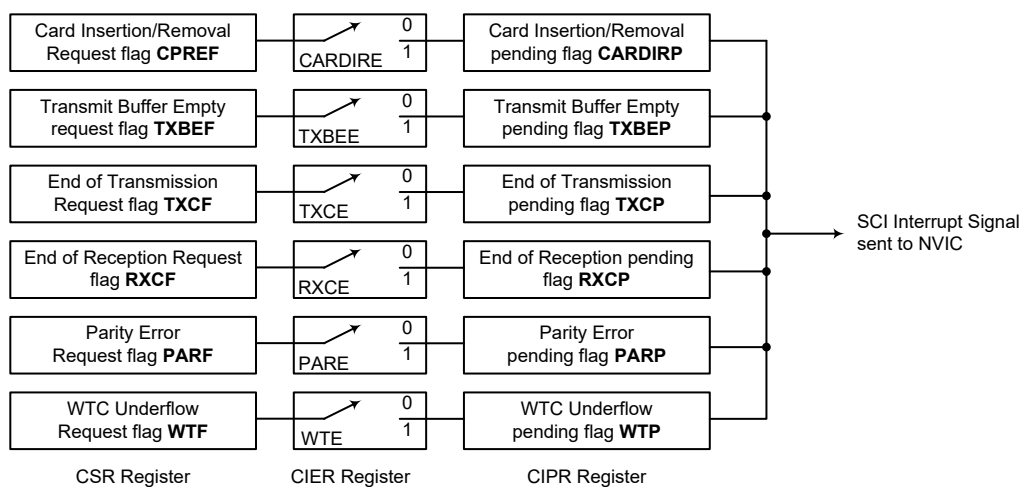 Card Insertion/Removal
Request flag CPREF
0
1
CARDIRE
Card Insertion/Removal
pending flag CARDIRP
Transmit Buffer Empty
request flag TXBEF
0
1
TXBEE
Transmit Buffer Empty
pending flag TXBEP
End of Transmission
Request flag TXCF
0
1
TXCE
End of Transmission
pending flag TXCP
SCI Interrupt Signal
sent to NVIC
End of Reception Request
flag RXCF
0
1
RXCE
End of Reception pending
flag RXCP
Parity Error
Request flag PARF
0
1
PARE
Parity Error
pending flag PARP
WTC Underflow
Request flag WTF
0
1
WTE
WTC Underflow
pending flag WTP
CSR Register
CIER Register
CIPR Register